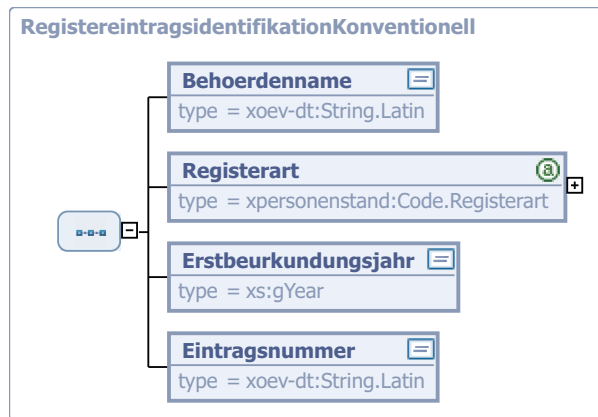 RegistereintragsidentifikationKonventionell
Behoerdenname
type = xoev-dt:String.Latin
Registerart
type = xpersonenstand:Code.Registerart
Erstbeurkundungsjahr
type = xs:gYear
Eintragsnummer
type = xoev-dt:String.Latin